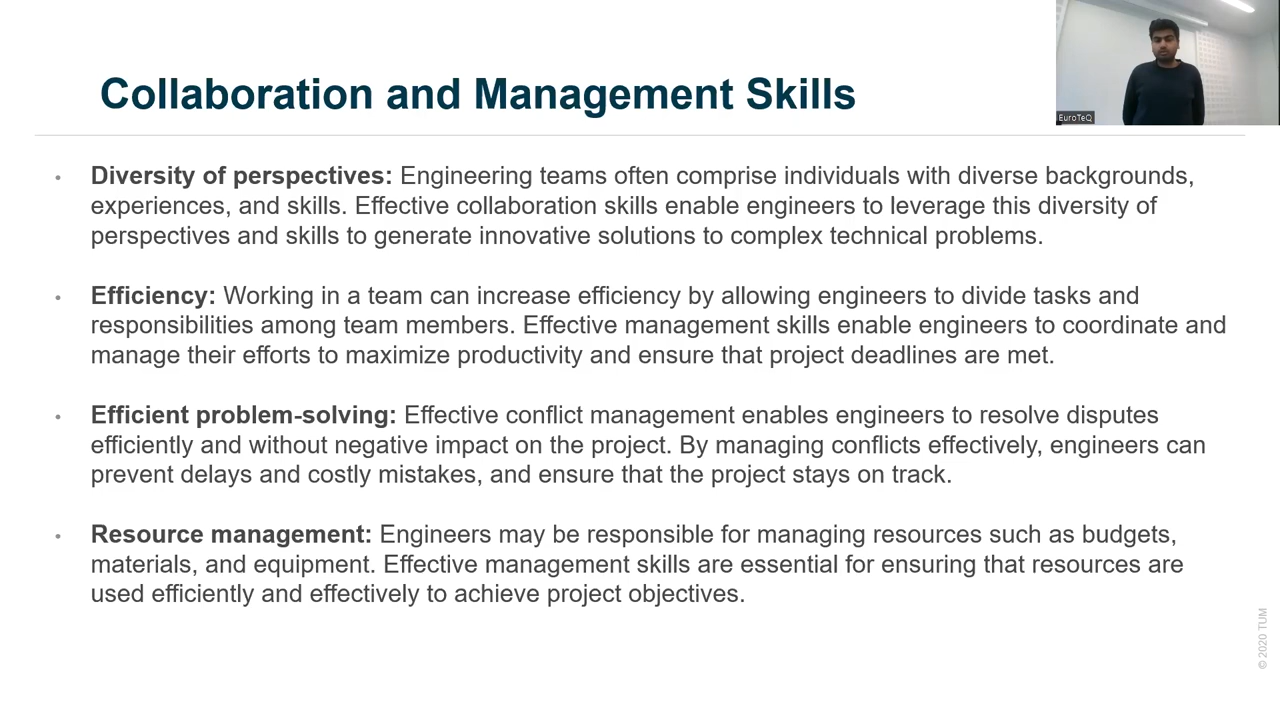 Collaboration and Management Skills
EuroTeQ
• Diversity of perspectives: Engineering teams often comprise individuals with diverse backgrounds,
experiences, and skills. Effective collaboration skills enable engineers to leverage this diversity of
perspectives and skills to generate innovative solutions to complex technical problems.
• Efficiency: Working in a team can increase efficiency by allowing engineers to divide tasks and
responsibilities among team members. Effective management skills enable engineers to coordinate and
manage their efforts to maximize productivity and ensure that project deadlines are met.
• Efficient problem-solving: Effective conflict management enables engineers to resolve disputes
efficiently and without negative impact on the project. By managing conflicts effectively, engineers can
prevent delays and costly mistakes, and ensure that the project stays on track.
• Resource management: Engineers may be responsible for managing resources such as budgets,
materials, and equipment. Effective management skills are essential for ensuring that resources are
used efficiently and effectively to achieve project objectives.
© 2020 TUM